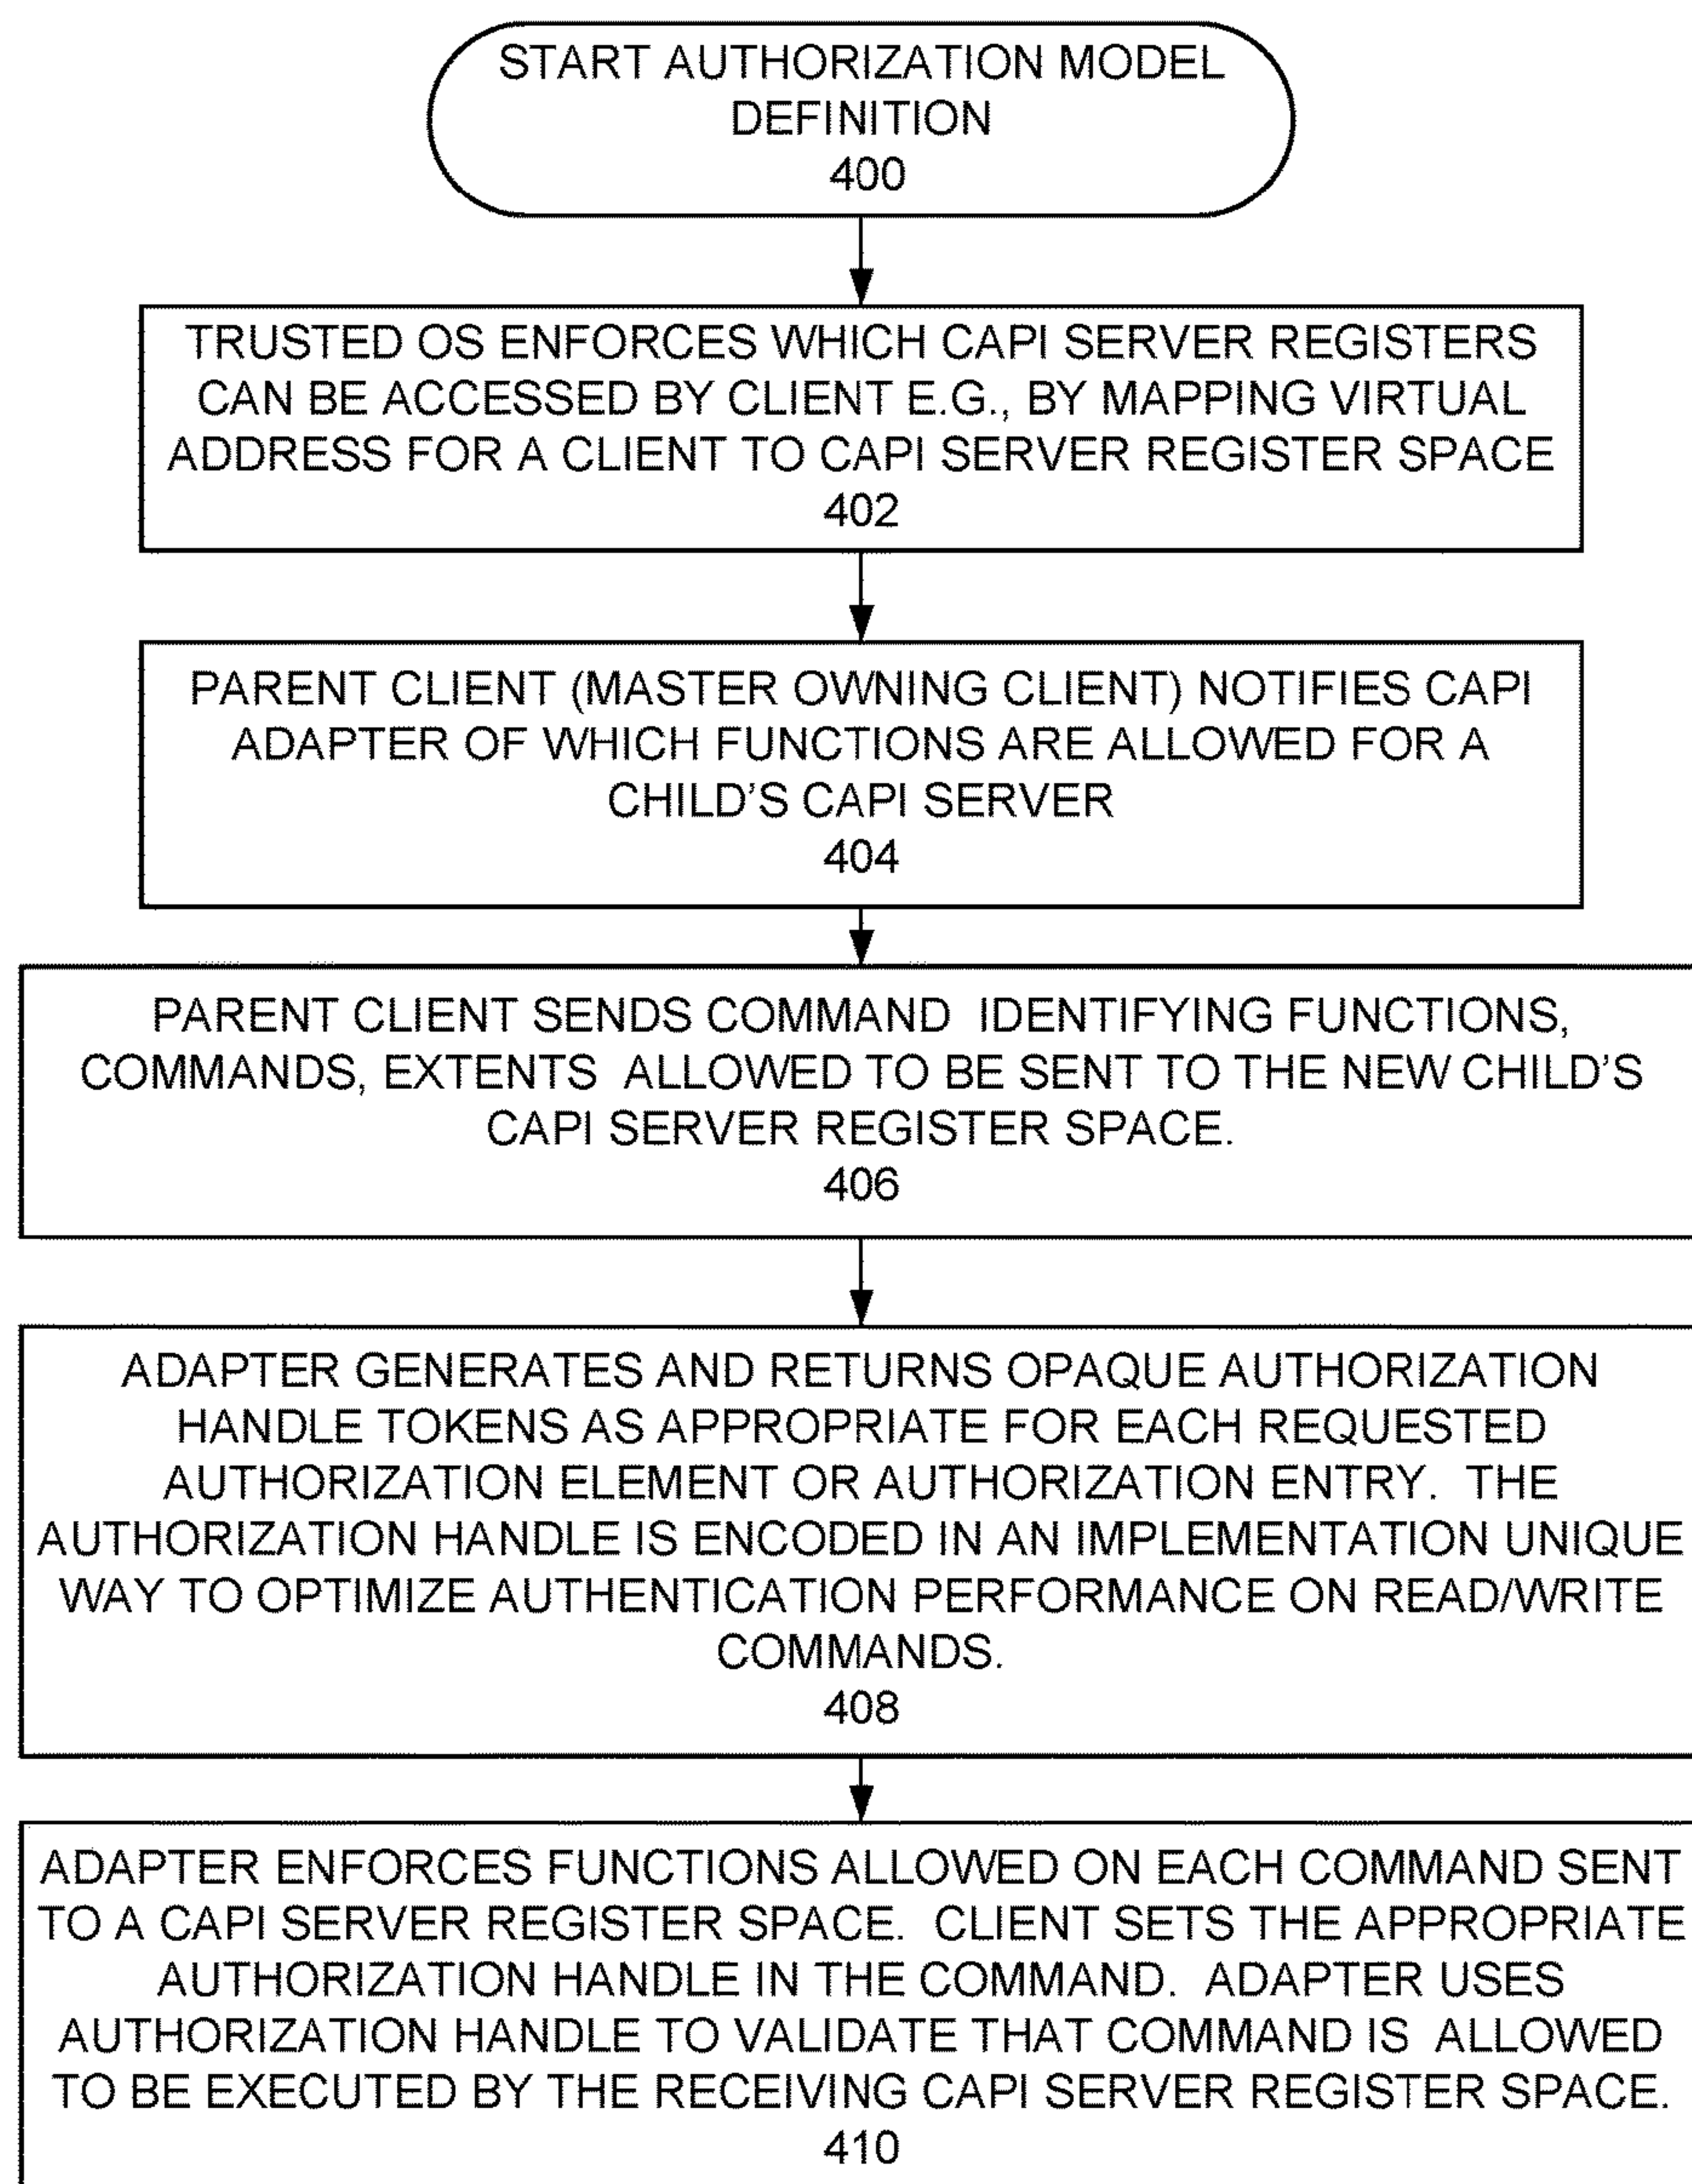 START AUTHORIZATION MODEL
DEFINITION
400
TRUSTED OS ENFORCES WHICH CAPI SERVER REGISTERS
CAN BE ACCESSED BY CLIENT E.G., BY MAPPING VIRTUAL
ADDRESS FOR A CLIENT TO CAPI SERVER REGISTER SPACE
402
PARENT CLIENT (MASTER OWNING CLIENT) NOTIFIES CAPI
ADAPTER OF WHICH FUNCTIONS ARE ALLOWED FOR A
CHILD'S CAPI SERVER
404
PARENT CLIENT SENDS COMMAND IDENTIFYING FUNCTIONS,
COMMANDS, EXTENTS ALLOWED TO BE SENT TO THE NEW CHILD'S
CAPI SERVER REGISTER SPACE.
406
ADAPTER GENERATES AND RETURNS OPAQUE AUTHORIZATION
HANDLE TOKENS AS APPROPRIATE FOR EACH REQUESTED
AUTHORIZATION ELEMENT OR AUTHORIZATION ENTRY. THE
AUTHORIZATION HANDLE IS ENCODED IN AN IMPLEMENTATION UNIQUE
WAY TO OPTIMIZE AUTHENTICATION PERFORMANCE ON READ/WRITE
COMMANDS.
408
ADAPTER ENFORCES FUNCTIONS ALLOWED ON EACH COMMAND SENT
TO A CAPI SERVER REGISTER SPACE. CLIENT SETS THE APPROPRIATE
AUTHORIZATION HANDLE IN THE COMMAND. ADAPTER USES
AUTHORIZATION HANDLE TO VALIDATE THAT COMMAND IS ALLOWED
TO BE EXECUTED BY THE RECEIVING CAPI SERVER REGISTER SPACE.
410